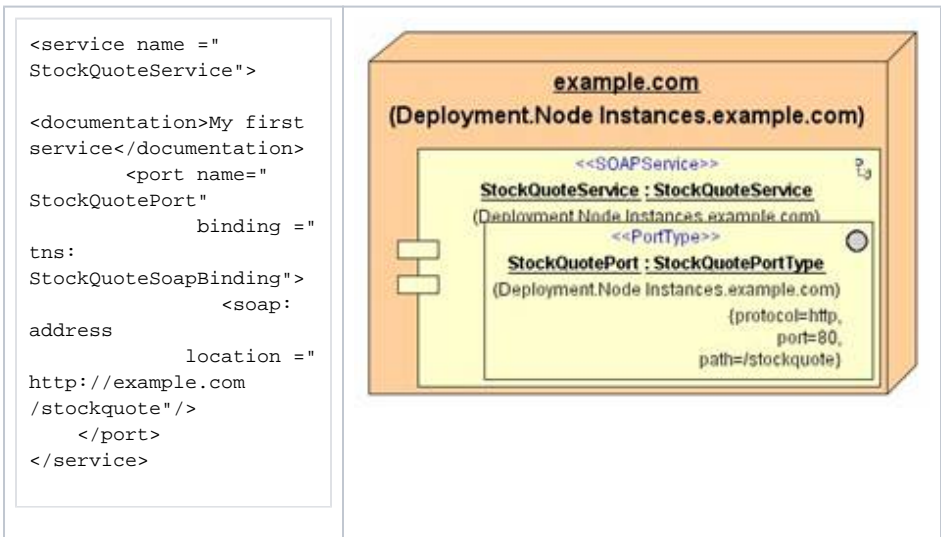 <service name ="
StockQuoteService">
<documentation>My first
service</documentation>
<port name="
StockQuotePort"
binding ="
tns:
StockQuoteSoapBinding">
<soap:
address
location ="
http://example.com
/stockquote"/>
</port>
</service>
example.com
(Deployment.Node Instances.example.com)
<<SOAPService>>
StockQuoteService : StockQuoteService
(Deployment.Node Instances.example.com)
<<PortType>>
StockQuotePort : StockQuotePortType
(Deployment.Node Instances.example.com)
{protocol=http,
port=80,
path=/stockquote}